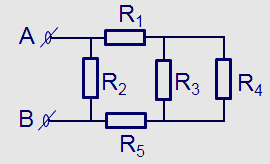 A R₁
R₂ R₃ R₄
B R₅